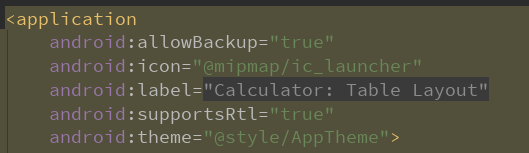 <application
android:allowBackup="true"
android:icon="@mipmap/ic_launcher"
android:label="Calculator: Table Layout"
android:supportsRtl="true"
android:theme="@style/AppTheme">